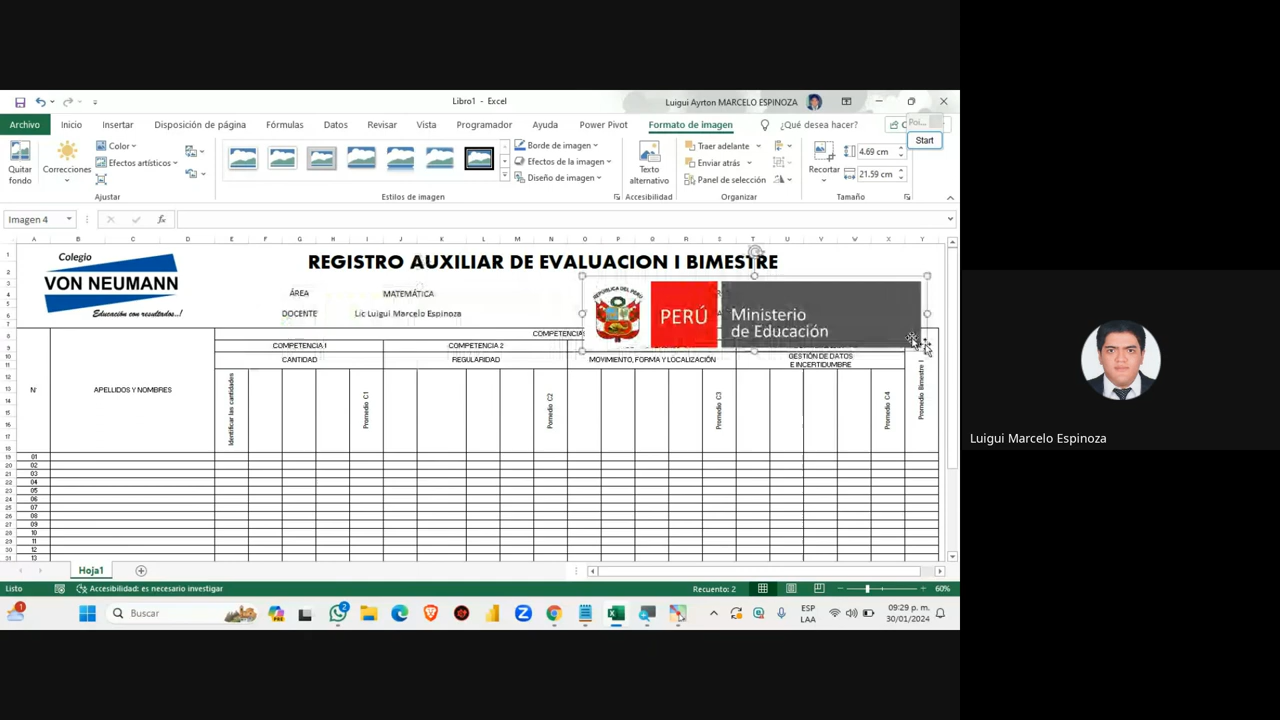 Libro1 - Excel
Luigui Ayrton MARCELO ESPINOZA
Archivo Inicio Insertar Disposición de página Fórmulas Datos Revisar Vista Programador Ayuda Power Pivot Formato de imagen ¿Qué desea hacer?
Start
Quitar fondo
Correcciones
Color
Efectos artísticos
Ajustar
Estilos de imagen
Borde de imagen
Efectos de la imagen
Diseño de imagen
Texto alternativo
Accesibilidad
Traer adelante
Enviar atrás
Panel de selección
Organizar
Recortar
4.69 cm
21.59 cm
Tamaño
Imagen 4
fx
A B C D E F G H I J K L M N O P Q R S T U V W X Y
Colegio
VON NEUMANN
Educación con resultados..!
REGISTRO AUXILIAR DE EVALUACION I BIMESTRE
ÁREA MATEMÁTICA
DOCENTE Lic Luigui Marcelo Espinoza
REPUBLICA DEL PERU
PERÚ
Ministerio
de Educación
COMPETENCIA 1 COMPETENCIA 2
CANTIDAD REGULARIDAD MOVIMIENTO, FORMA Y LOCALIZACIÓN GESTIÓN DE DATOS
E INCERTIDUMBRE
N° APELLIDOS Y NOMBRES
Identificar las cantidades
Promedio C1
Promedio C2
Promedio C3
Promedio C4
Promedio Bimestre I
01
02
03
04
05
06
07
08
09
10
11
12
13
Hoja1
Listo Accesibilidad: es necesario investigar Recuento: 2 60%
Buscar
ESP
LAA
09:29 p. m.
30/01/2024
Luigui Marcelo Espinoza